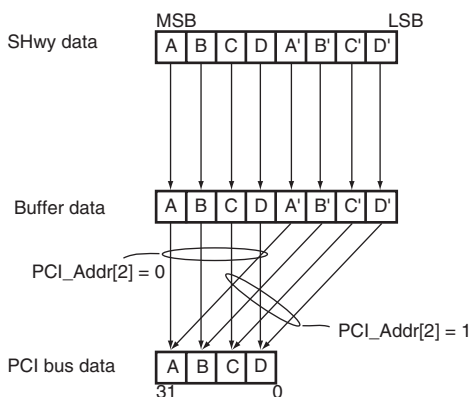 MSB LSB
SHwy data A B C D A' B' C' D'
Buffer data A B C D A' B' C' D'
PCI_Addr[2] = 0
PCI_Addr[2] = 1
PCI bus data A B C D
31 0